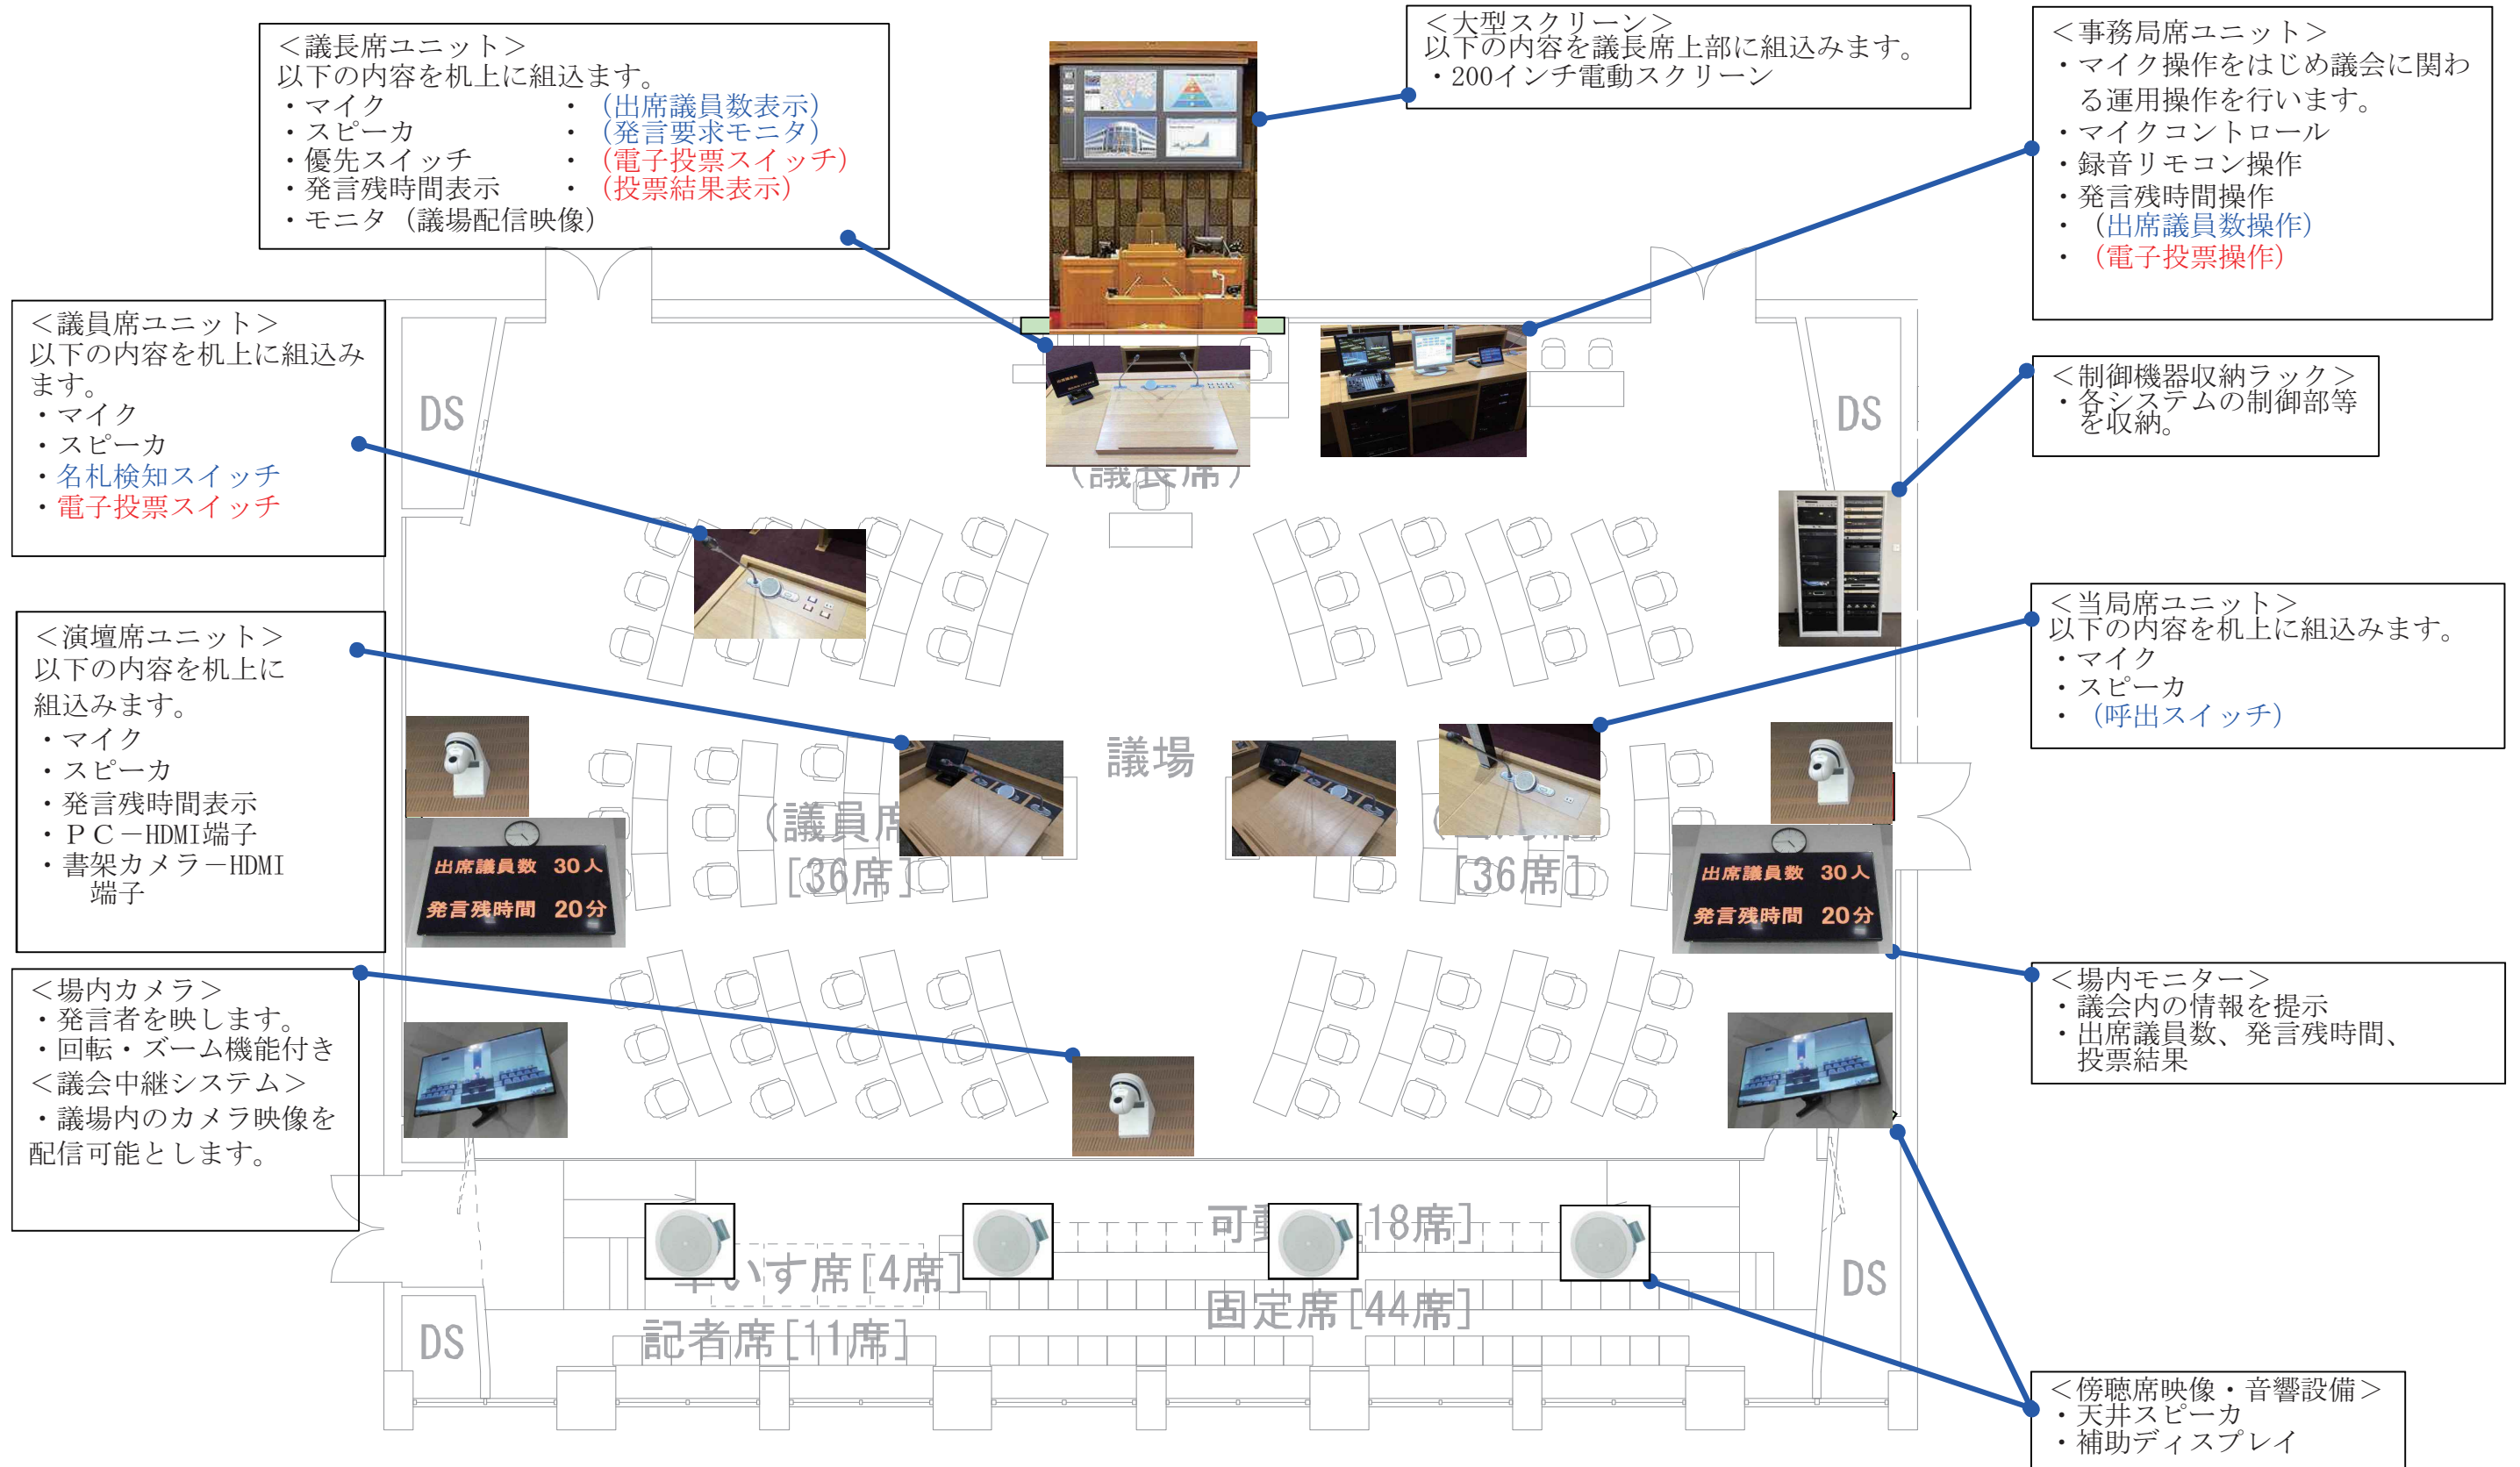 ＜議長席ユニット＞
以下の内容を机上に組込ます。
・マイク　・（出席議員数表示）
・スピーカ　・（発言要求モニタ）
・優先スイッチ　・（電子投票スイッチ）
・発言残時間表示　・（投票結果表示）
・モニタ（議場配信映像）
＜大型スクリーン＞
以下の内容を議長席上部に組込みます。
・200インチ電動スクリーン
＜事務局席ユニット＞
・マイク操作をはじめ議会に関わ
る運用操作を行います。
・マイクコントロール
・録音リモコン操作
・発言残時間操作
・（出席議員数操作）
・（電子投票操作）
＜議員席ユニット＞
以下の内容を机上に組込み
ます。
・マイク
・スピーカ
・名札検知スイッチ
・電子投票スイッチ
＜制御機器収納ラック＞
・各システムの制御部等
を収納。
DS
DS
（議長席）
＜演壇席ユニット＞
以下の内容を机上に
組込みます。
・マイク
・スピーカ
・発言残時間表示
・ＰＣ－HDMI端子
・書架カメラ－HDMI
端子
＜当局席ユニット＞
以下の内容を机上に組込みます。
・マイク
・スピーカ
・（呼出スイッチ）
議場
（議員席
[36席]
[36席]
出席議員数 30人
発言残時間 20分
出席議員数 30人
発言残時間 20分
＜場内カメラ＞
・発言者を映します。
・回転・ズーム機能付き
＜議会中継システム＞
・議場内のカメラ映像を
配信可能とします。
＜場内モニター＞
・議会内の情報を提示
・出席議員数、発言残時間、
投票結果
可動 [18席]
車いす席[4席]
固定席[44席]
記者席[11席]
DS
DS
＜傍聴席映像・音響設備＞
・天井スピーカ
・補助ディスプレイ